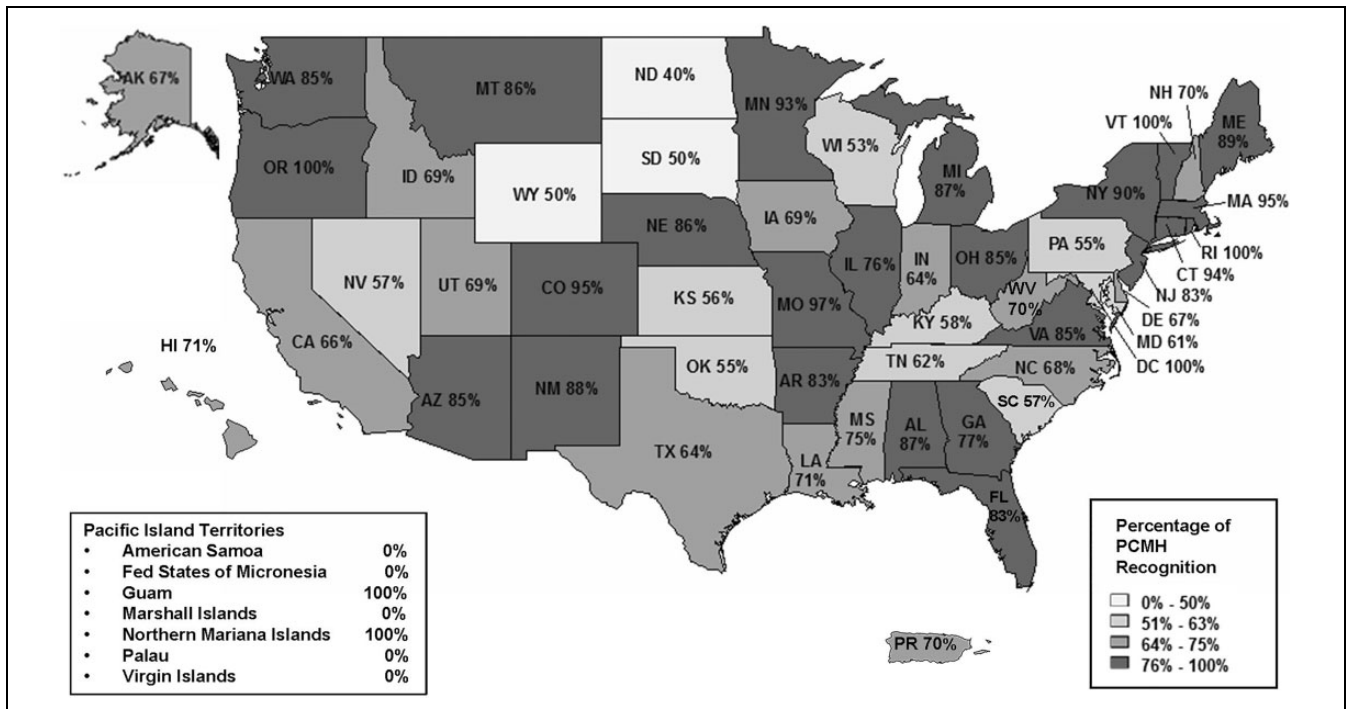 AK 67%
WA 85%
MT 86%
ND 40%
MN 93%
NH 70%
VT 100%
ME
89%
OR 100%
ID 69%
SD 50%
WI 53%
MI
87%
NY 90%
MA 95%
WY 50%
IA 69%
NE 86%
PA 55%
RI 100%
CT 94%
NJ 83%
NV 57%
UT 69%
CO 95%
KS 56%
MO 97%
IL 76%
IN
64%
OH 85%
WV
70%
DE 67%
MD 61%
DC 100%
KY 58%
VA 85%
HI 71%
CA 66%
AZ 85%
NM 88%
OK 55%
AR 83%
TN 62%
NC 68%
SC 57%
TX 64%
LA
71%
MS
75%
AL
87%
GA
77%
FL
83%
PR 70%
Pacific Island Territories
• American Samoa 0%
• Fed States of Micronesia 0%
• Guam 100%
• Marshall Islands 0%
• Northern Mariana Islands 100%
• Palau 0%
• Virgin Islands 0%
Percentage of
PCMH
Recognition
0% - 50%
51% - 63%
64% - 75%
76% - 100%